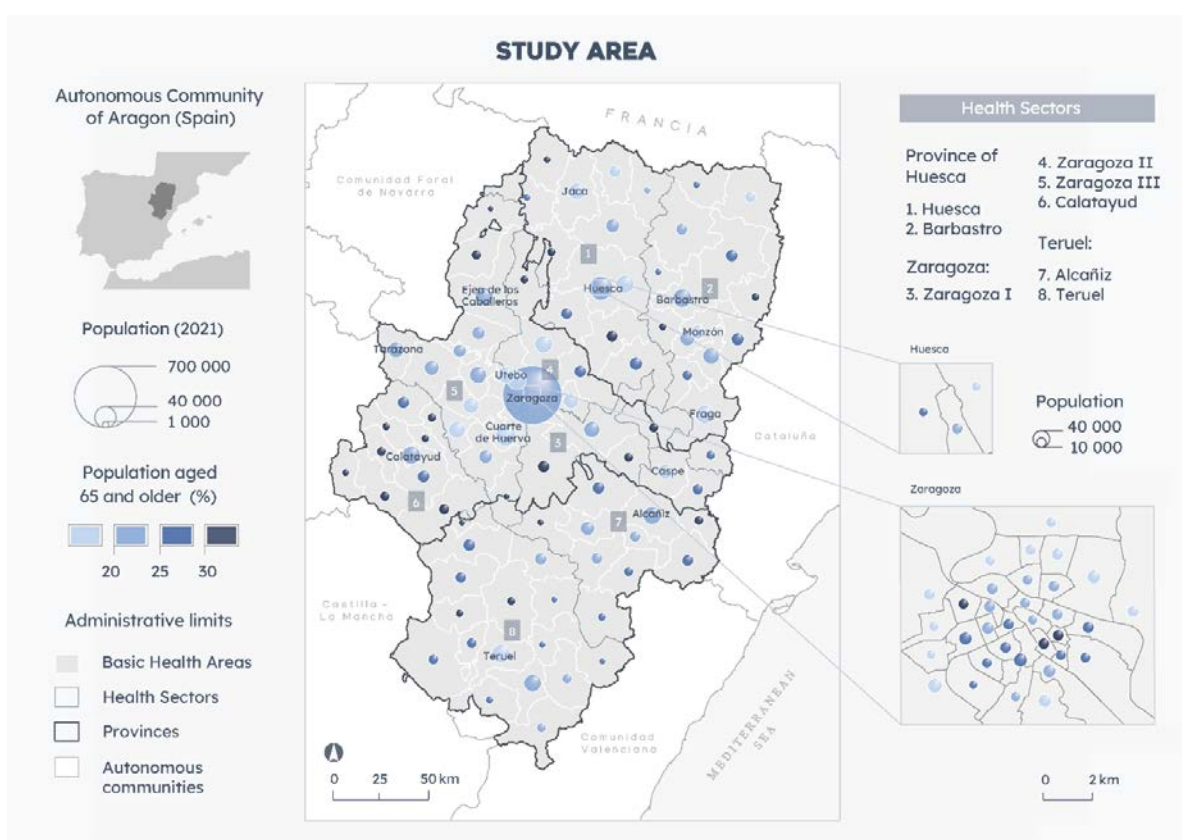 STUDY AREA
Autonomous Community
of Aragon (Spain)
Population (2021)
700 000
40 000
1 000
Population aged
65 and older (%)
20
25
30
Administrative limits
Basic Health Areas
Health Sectors
Provinces
Autonomous
communities
FRANCIA
Comunidad Foral
de Navarra
Jaca
1
Huesca
2
Barbastro
Ejea de los
Caballeros
Monzón
Tarazona
Utebo
4
Zaragoza
5
Fraga
Cuarte
de Huerva
3
Cataluña
Calatayud
Caspe
6
7
Alcañiz
Castilla -
La Mancha
8
Teruel
Comunidad
Valenciana
MEDITERRANEAN
SEA
0 25 50 km
Health Sectors
Province of
Huesca
1. Huesca
2. Barbastro
Zaragoza:
3. Zaragoza I
4. Zaragoza II
5. Zaragoza III
6. Calatayud
Teruel:
7. Alcañiz
8. Teruel
Huesca
Population
40 000
10 000
Zaragoza
0 2 km